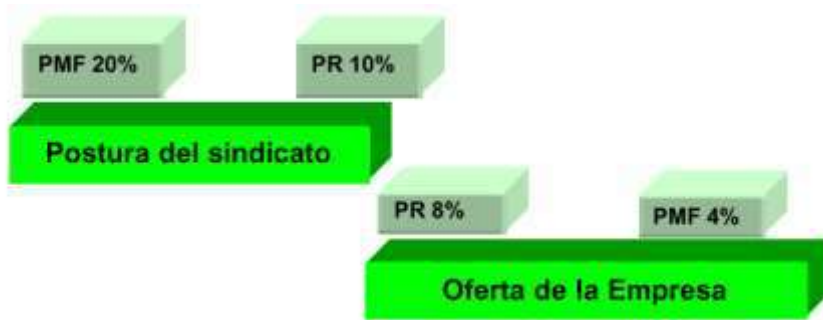 PMF 20%
PR 10%
Postura del sindicato
PR 8%
PMF 4%
Oferta de la Empresa